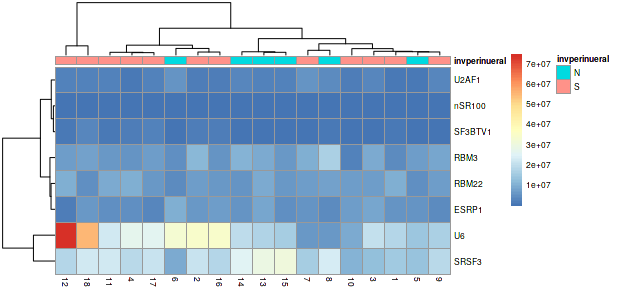 invperinueral
U2AF1
nSR100
SF3BTV1
RBM3
RBM22
ESRP1
U6
SRSF3
12 18 11 4 17 6 2 16 14 13 15 7 8 10 3 1 5 9
7e+07
6e+07
5e+07
4e+07
3e+07
2e+07
1e+07
invperinueral
N
S